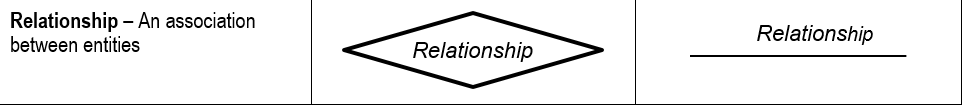 Relationship – An association
between entities
Relationship
Relationship